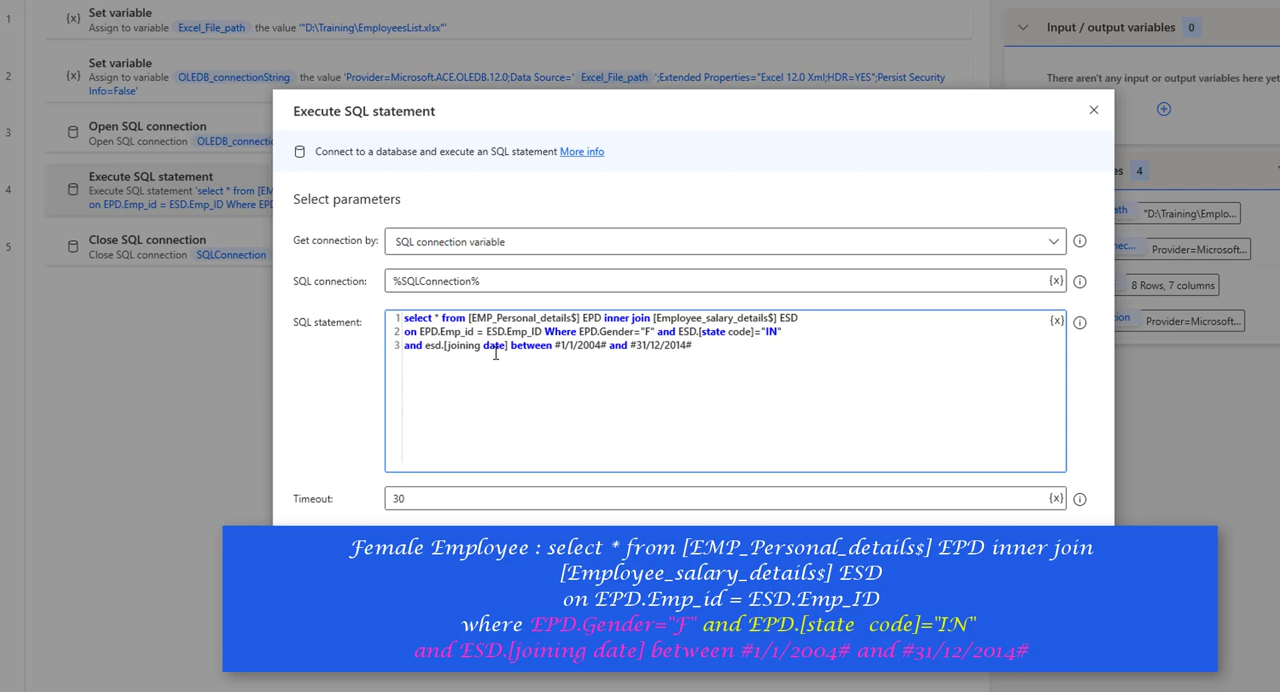 1
{x}
Set variable
Assign to variable Excel_File_path the value '"D:\Training\EmployeesList.xlsx"'
2
{x}
Set variable
Assign to variable OLEDB_connectionString the value 'Provider=Microsoft.ACE.OLEDB.12.0;Data Source=' Excel_File_path ';Extended Properties="Excel 12.0 Xml;HDR=YES";Persist Security
Info=False'
3
Open SQL connection
Open SQL connection OLEDB_connectio
4
Execute SQL statement
Execute SQL statement 'select * from [EM
on EPD.Emp_id = ESD.Emp_ID Where EPD
5
Close SQL connection
Close SQL connection SQLConnection
Execute SQL statement
Connect to a database and execute an SQL statement More info
Select parameters
Get connection by:
SQL connection variable
SQL connection:
%SQLConnection%
{x}
SQL statement:
{x}
1 select * from [EMP_Personal_details$] EPD inner join [Employee_salary_details$] ESD
2 on EPD.Emp_id = ESD.Emp_ID Where EPD.Gender="F" and ESD.[state code]="IN"
3 and esd.[joining date] between #1/1/2004# and #31/12/2014#
Timeout:
30
{x}
Input / output variables 0
There aren't any input or output variables here yet
es 4
ath "D:\Training\Emplo...
nec... Provider=Microsoft...
8 Rows, 7 columns
tion Provider=Microsoft...
Female Employee : select * from [EMP_Personal_details$] EPD inner join
[Employee_salary_details$] ESD
on EPD.Emp_id = ESD.Emp_ID
where EPD.Gender="F" and EPD.[state code]="IN"
and ESD.[joining date] between #1/1/2004# and #31/12/2014#